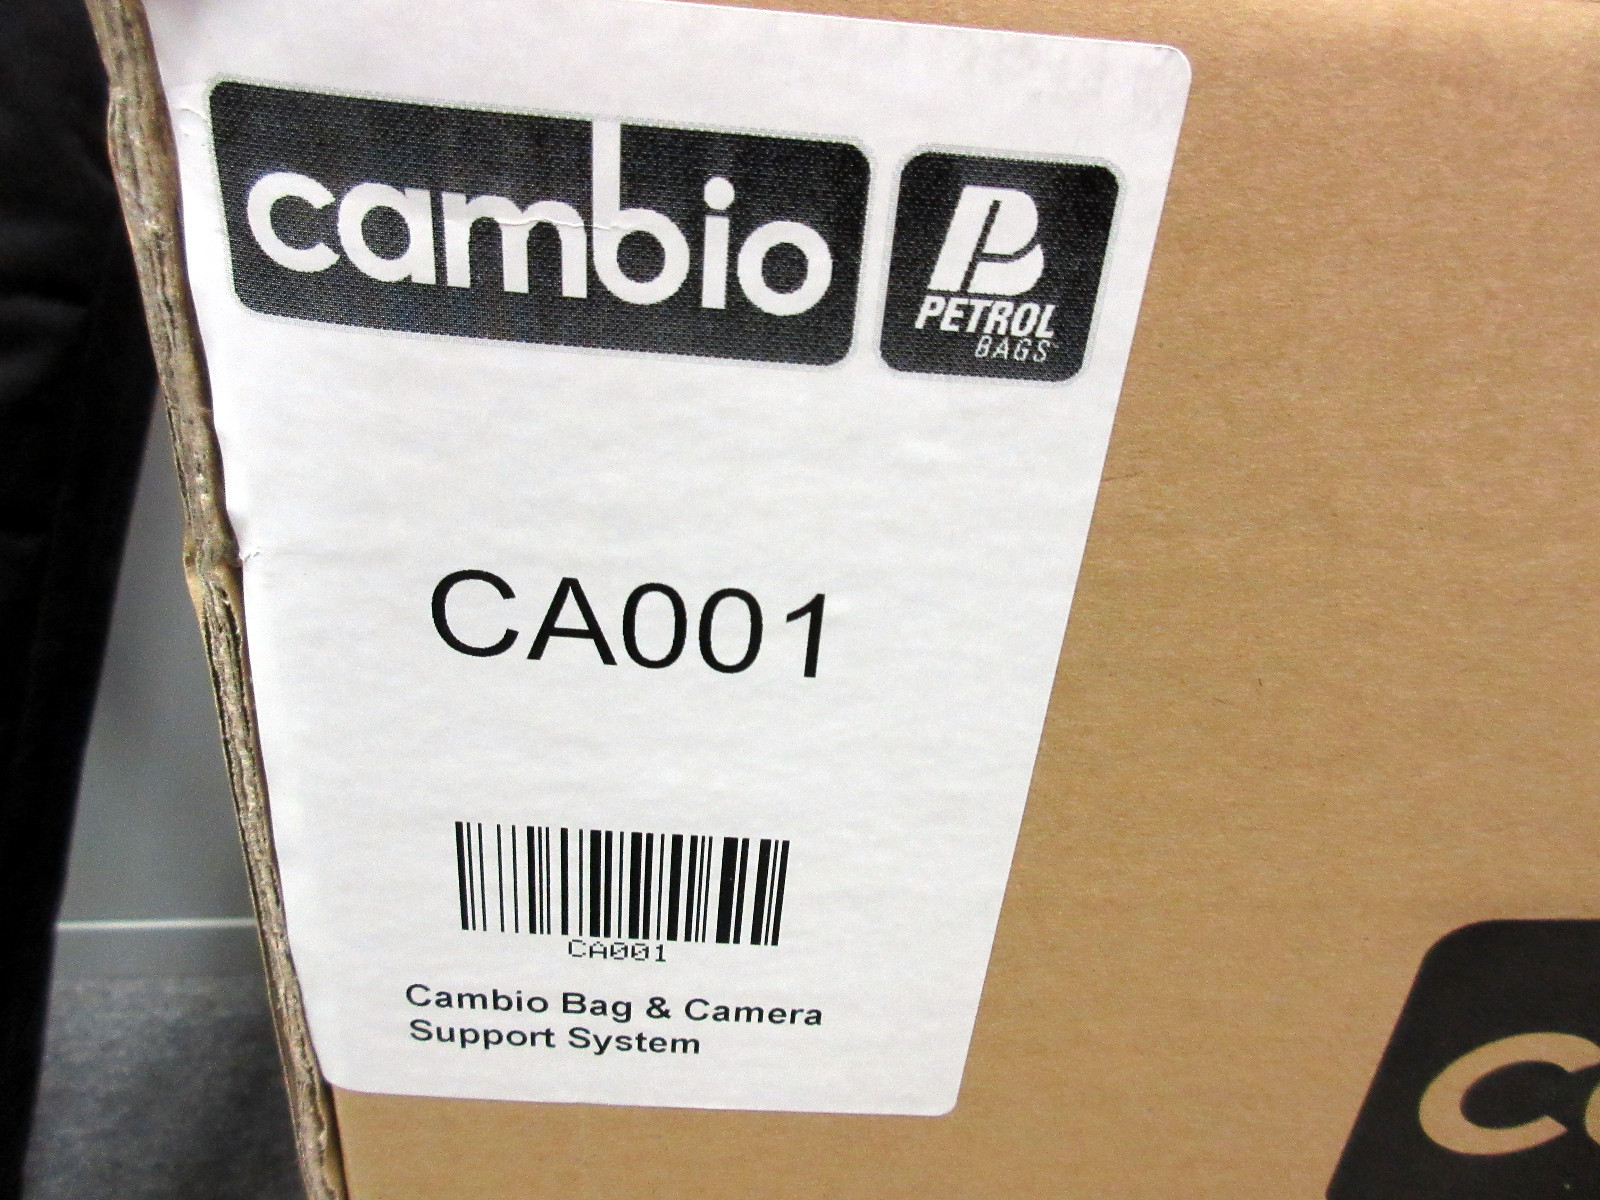 cambio
PETROL
BAGS
CA001
CA001
Cambio Bag & Camera
Support System